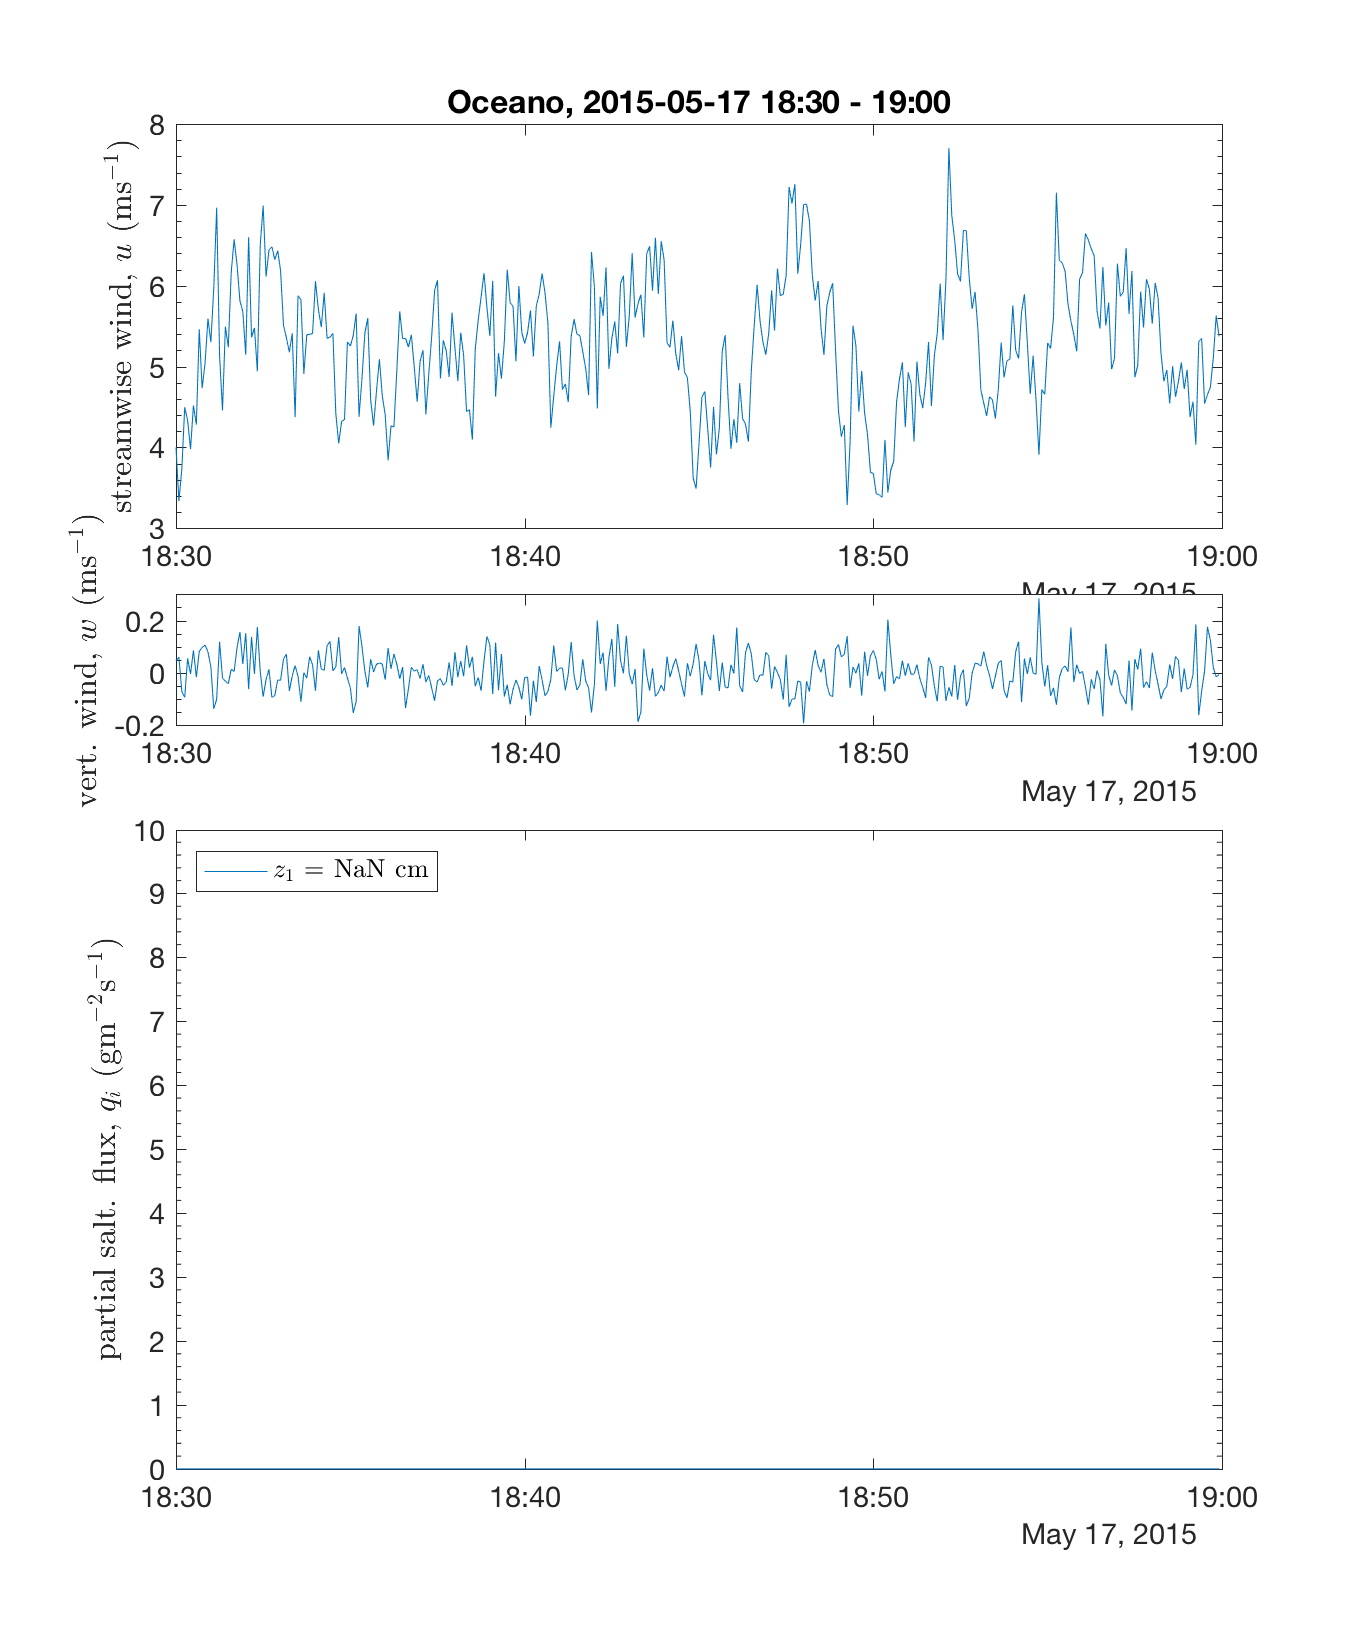 Oceano, 2015-05-17 18:30 - 19:00
streamwise wind, u (ms⁻¹)
8
7
6
5
4
3
18:30 18:40 18:50 19:00
May 17, 2015
vert. wind, w (ms⁻¹)
0.2
0
-0.2
18:30 18:40 18:50 19:00
May 17, 2015
partial salt. flux, qᵢ (gm⁻²s⁻¹)
10
9
8
7
6
5
4
3
2
1
0
z₁ = NaN cm
18:30 18:40 18:50 19:00
May 17, 2015